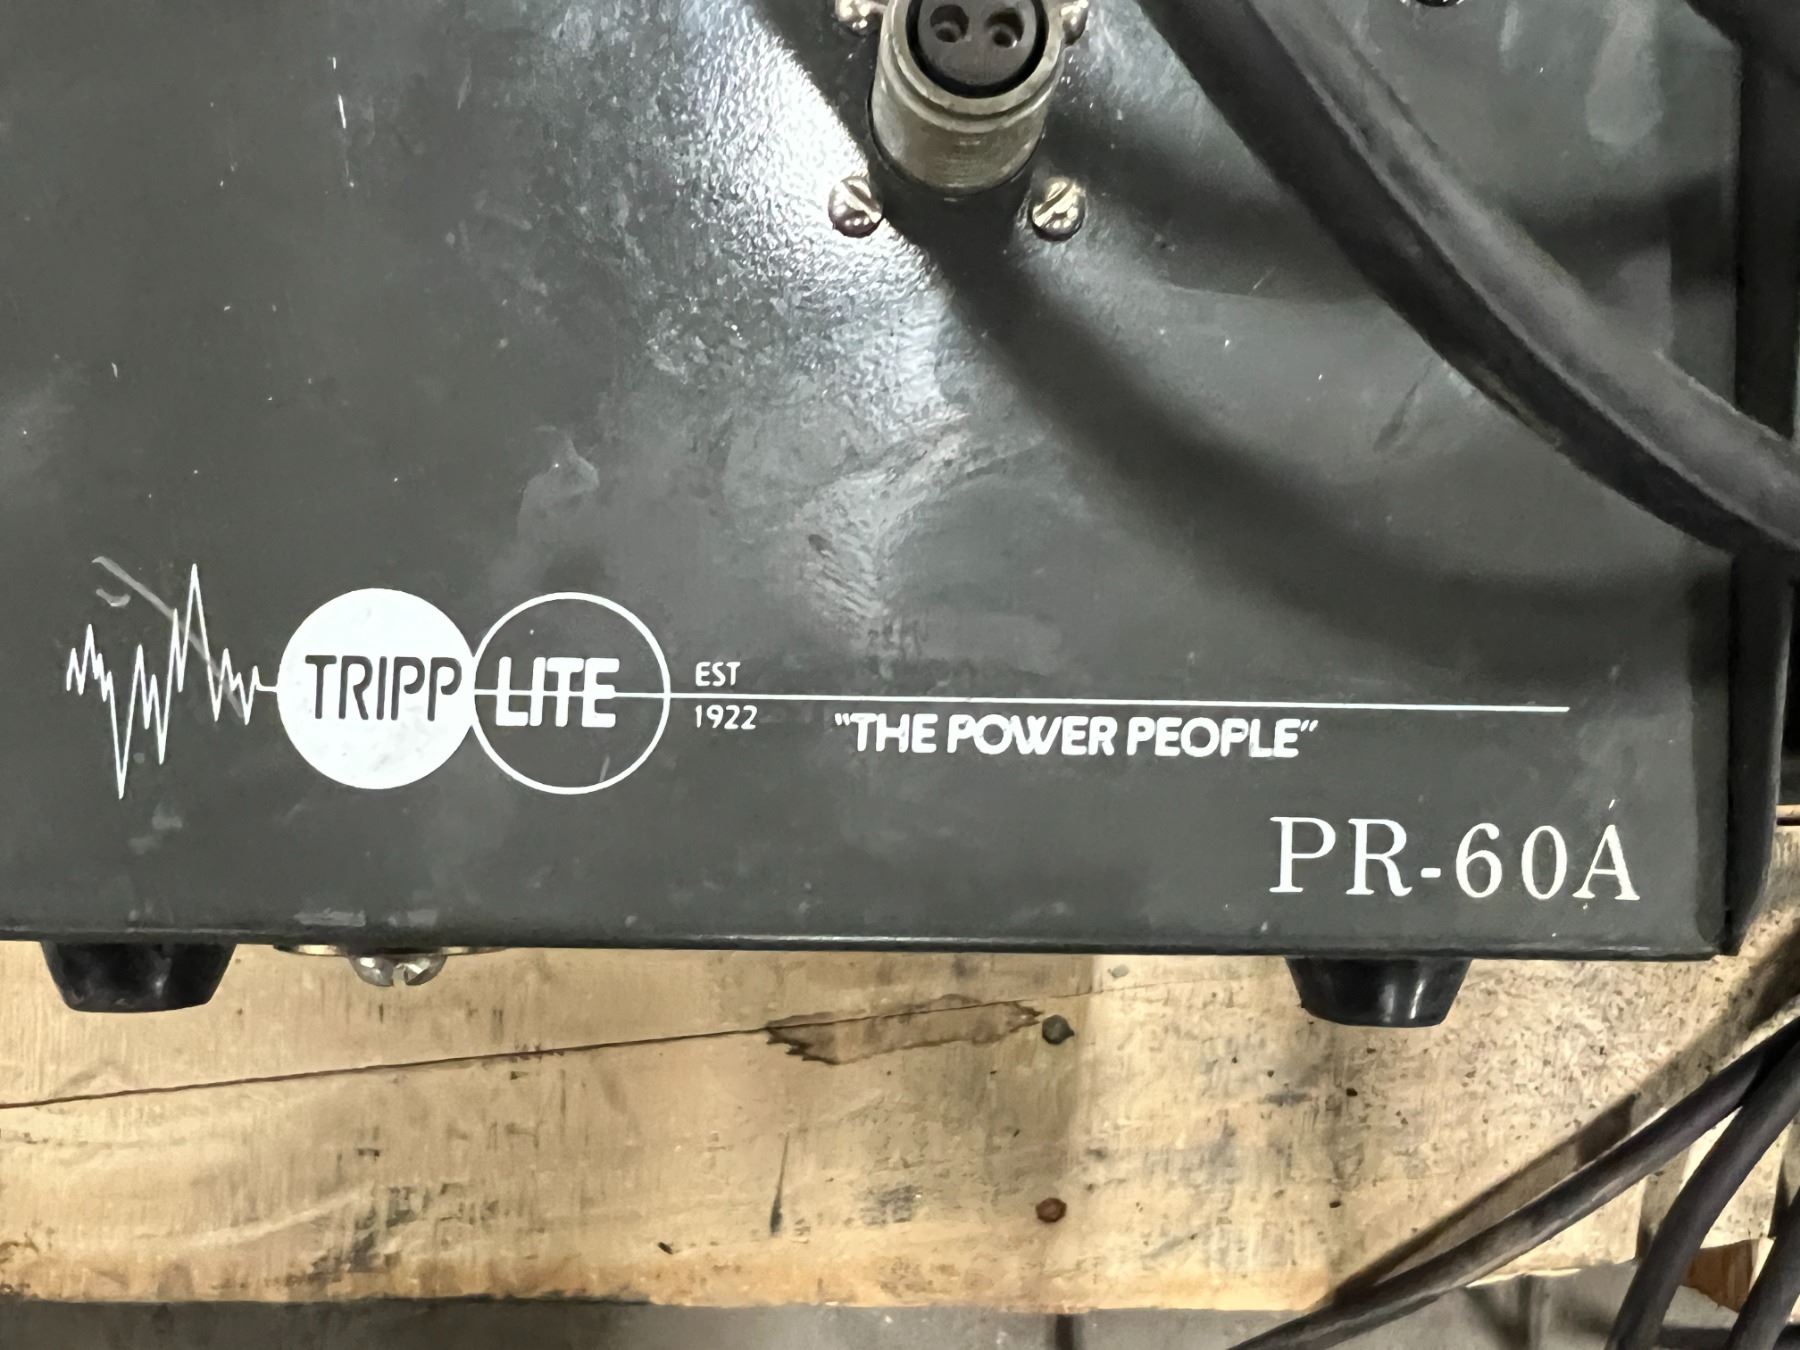 TRIPP LITE
EST
1922
"THE POWER PEOPLE"
PR-60A